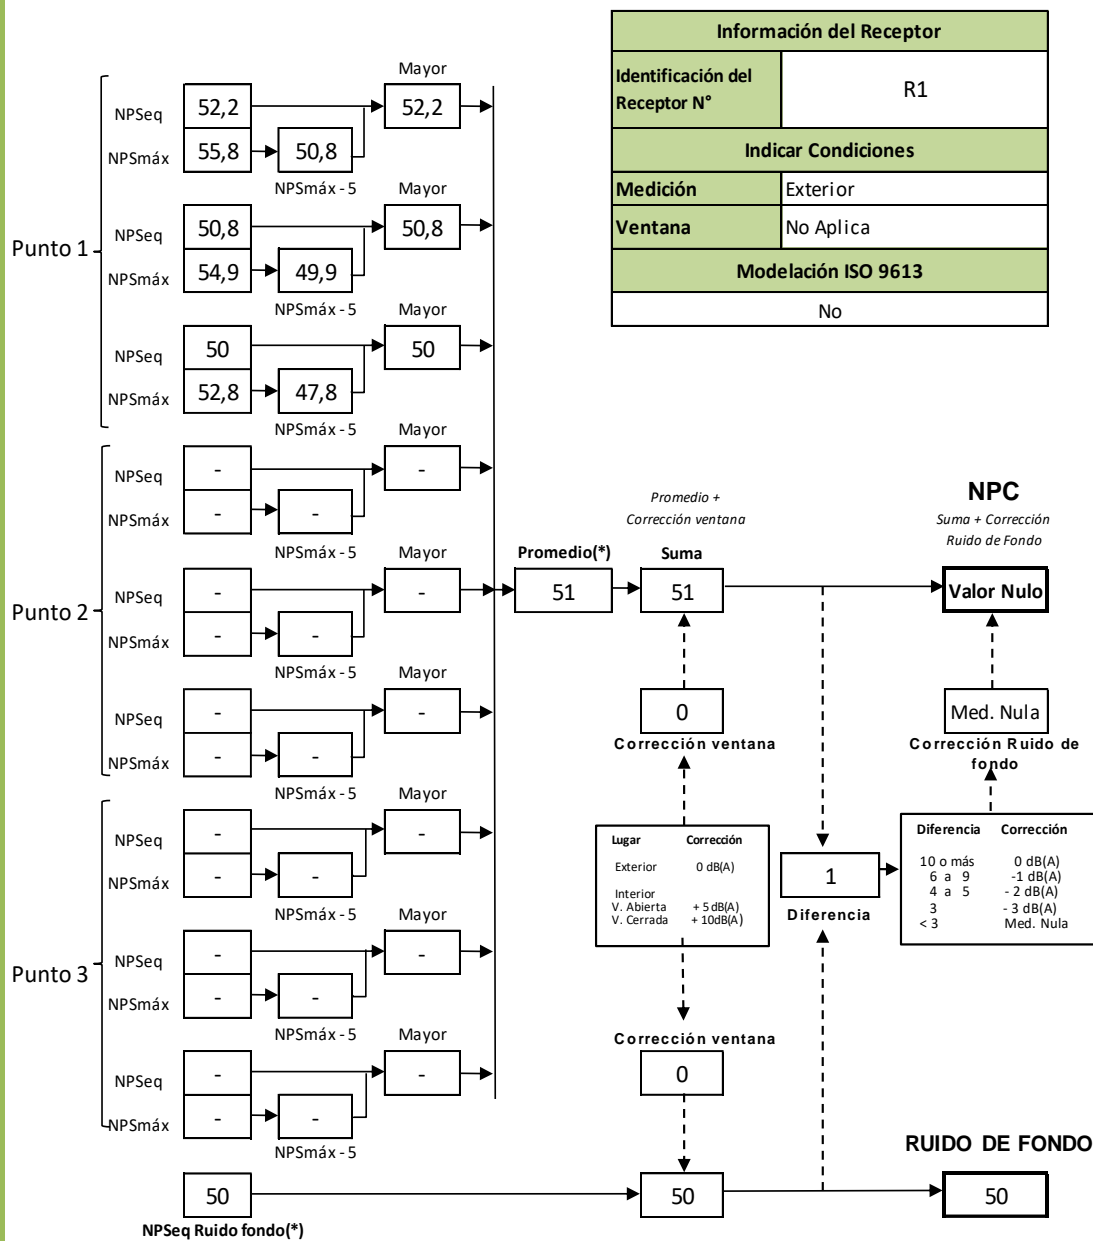 Información del Receptor
Identificación del Receptor N°
R1
Indicar Condiciones
Medición Exterior
Ventana No Aplica
Modelación ISO 9613
No
Punto 1
Mayor
NPSeq 52,2 52,2
NPSmáx 55,8 50,8
NPSmáx - 5
Mayor
NPSeq 50,8 50,8
NPSmáx 54,9 49,9
NPSmáx - 5
Mayor
NPSeq 50 50
NPSmáx 52,8 47,8
NPSmáx - 5
Punto 2
Mayor
NPSeq - -
NPSmáx - -
NPSmáx - 5
Mayor
NPSeq - -
NPSmáx - -
NPSmáx - 5
Mayor
NPSeq - -
NPSmáx - -
NPSmáx - 5
Punto 3
Mayor
NPSeq - -
NPSmáx - -
NPSmáx - 5
Mayor
NPSeq - -
NPSmáx - -
NPSmáx - 5
Mayor
NPSeq - -
NPSmáx - -
NPSmáx - 5
Promedio(*)
51
Promedio +
Corrección ventana
Suma
51
0
Corrección ventana
Lugar Corrección
Exterior 0 dB(A)
Interior
V. Abierta + 5 dB(A)
V. Cerrada + 10dB(A)
Corrección ventana
0
1
Diferencia
NPC
Suma + Corrección
Ruido de Fondo
Valor Nulo
Med. Nula
Corrección Ruido de
fondo
Diferencia Corrección
10 o más 0 dB(A)
6 a 9 -1 dB(A)
4 a 5 - 2 dB(A)
3 - 3 dB(A)
< 3 Med. Nula
RUIDO DE FONDO
50 50 50
NPSeq Ruido fondo(*)